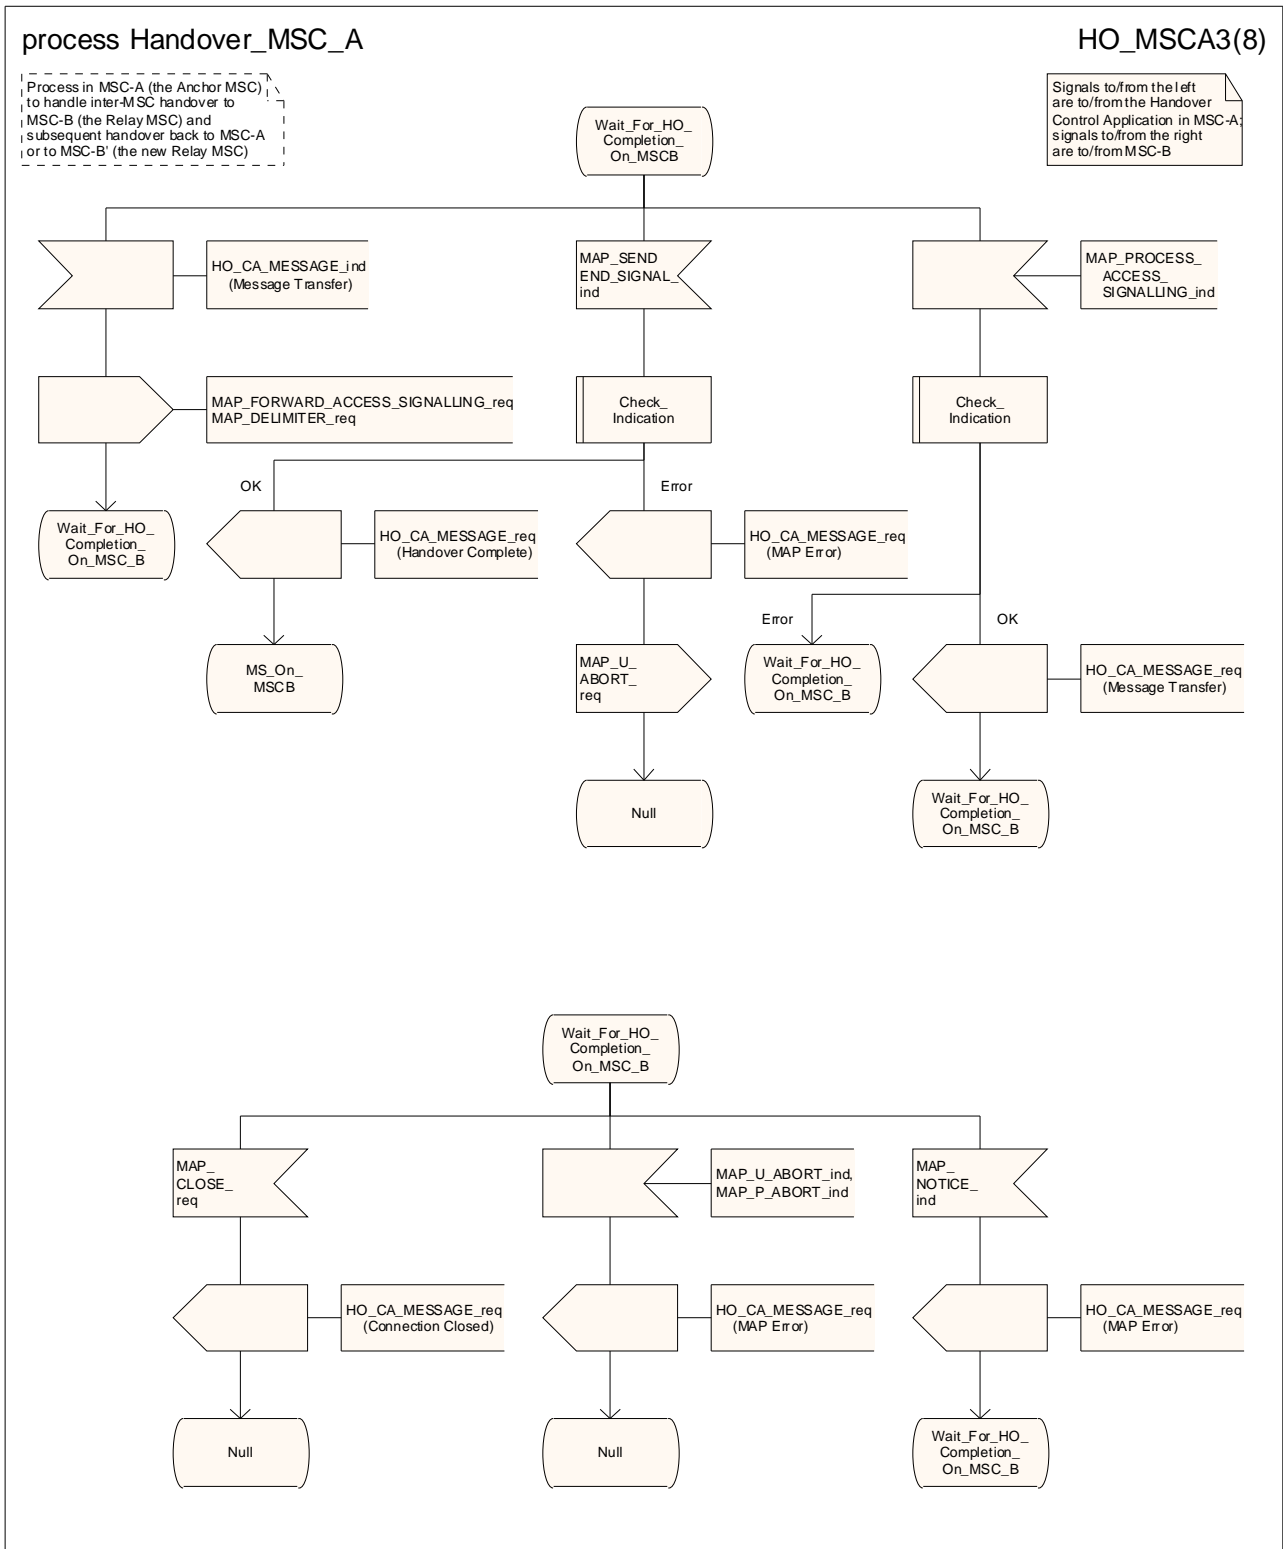 process Handover_MSC_A
HO_MSCA3(8)
Process in MSC-A (the Anchor MSC)
to handle inter-MSC handover to
MSC-B (the Relay MSC) and
subsequent handover back to MSC-A
or to MSC-B' (the new Relay MSC)
Signals to/from the left
are to/from the Handover
Control Application in MSC-A;
signals to/from the right
are to/from MSC-B
Wait_For_HO_
Completion_
On_MSCB
HO_CA_MESSAGE_ind
(Message Transfer)
MAP_SEND
END_SIGNAL_
ind
MAP_PROCESS_
ACCESS_
SIGNALLING_ind
MAP_FORWARD_ACCESS_SIGNALLING_req
MAP_DELIMITER_req
Check_
Indication
Check_
Indication
OK
Error
Wait_For_HO_
Completion_
On_MSC_B
HO_CA_MESSAGE_req
(Handover Complete)
HO_CA_MESSAGE_req
(MAP Error)
Error
OK
MS_On_
MSCB
MAP_U_
ABORT_
req
Wait_For_HO_
Completion_
On_MSC_B
HO_CA_MESSAGE_req
(Message Transfer)
Null
Wait_For_HO_
Completion_
On_MSC_B
Wait_For_HO_
Completion_
On_MSC_B
MAP_
CLOSE_
req
MAP_U_ABORT_ind,
MAP_P_ABORT_ind
MAP_
NOTICE_
ind
HO_CA_MESSAGE_req
(Connection Closed)
HO_CA_MESSAGE_req
(MAP Error)
HO_CA_MESSAGE_req
(MAP Error)
Null
Null
Wait_For_HO_
Completion_
On_MSC_B